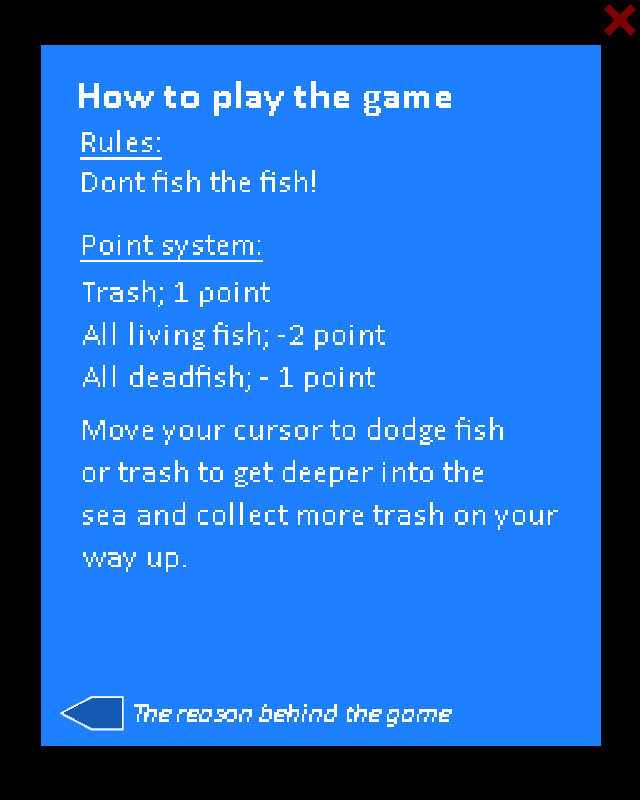 How to play the game
Rules:
Dont fish the fish!
Point system:
Trash; 1 point
All living fish; -2 point
All deadfish; - 1 point
Move your cursor to dodge fish
or trash to get deeper into the
sea and collect more trash on your
way up.
The reason behind the game